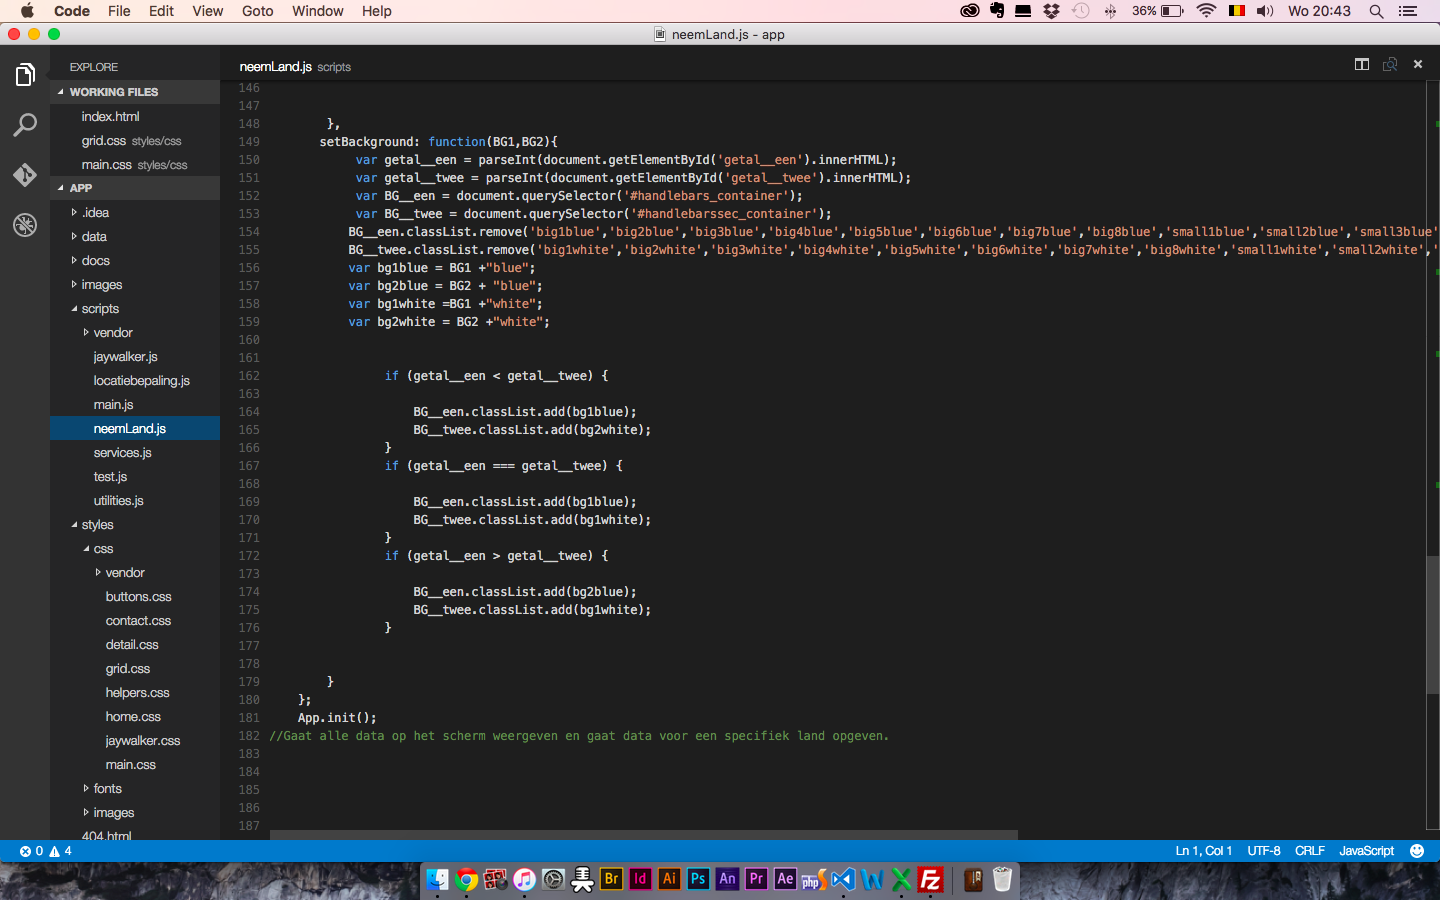 Code File Edit View Goto Window Help 36% Wo 20:43
neemLand.js - app
EXPLORE
WORKING FILES
index.html
grid.css styles/css
main.css styles/css
APP
.idea
data
docs
images
scripts
vendor
jaywalker.js
locatiebepaling.js
main.js
neemLand.js
services.js
test.js
utilities.js
styles
css
vendor
buttons.css
contact.css
detail.css
grid.css
helpers.css
home.css
jaywalker.css
main.css
fonts
images
404.html
neemLand.js scripts
146
147
148 },
149 setBackground: function(BG1,BG2){
150 var getal__een = parseInt(document.getElementById('getal__een').innerHTML);
151 var getal__twee = parseInt(document.getElementById('getal__twee').innerHTML);
152 var BG__een = document.querySelector('#handlebars_container');
153 var BG__twee = document.querySelector('#handlebarssec_container');
154 BG__een.classList.remove('big1blue','big2blue','big3blue','big4blue','big5blue','big6blue','big7blue','big8blue','small1blue','small2blue','small3blue'
155 BG__twee.classList.remove('big1white','big2white','big3white','big4white','big5white','big6white','big7white','big8white','small1white','small2white','
156 var bg1blue = BG1 +"blue";
157 var bg2blue = BG2 + "blue";
158 var bg1white =BG1 +"white";
159 var bg2white = BG2 +"white";
160
161
162 if (getal__een < getal__twee) {
163
164 BG__een.classList.add(bg1blue);
165 BG__twee.classList.add(bg2white);
166 }
167 if (getal__een === getal__twee) {
168
169 BG__een.classList.add(bg1blue);
170 BG__twee.classList.add(bg1white);
171 }
172 if (getal__een > getal__twee) {
173
174 BG__een.classList.add(bg2blue);
175 BG__twee.classList.add(bg1white);
176 }
177
178
179 }
180 };
181 App.init();
182 //Gaat alle data op het scherm weergeven en gaat data voor een specifiek land opgeven.
183
184
185
186
187
0 4 Ln 1, Col 1 UTF-8 CRLF JavaScript
Br Id Ai Ps An Pr Ae php W X Fz